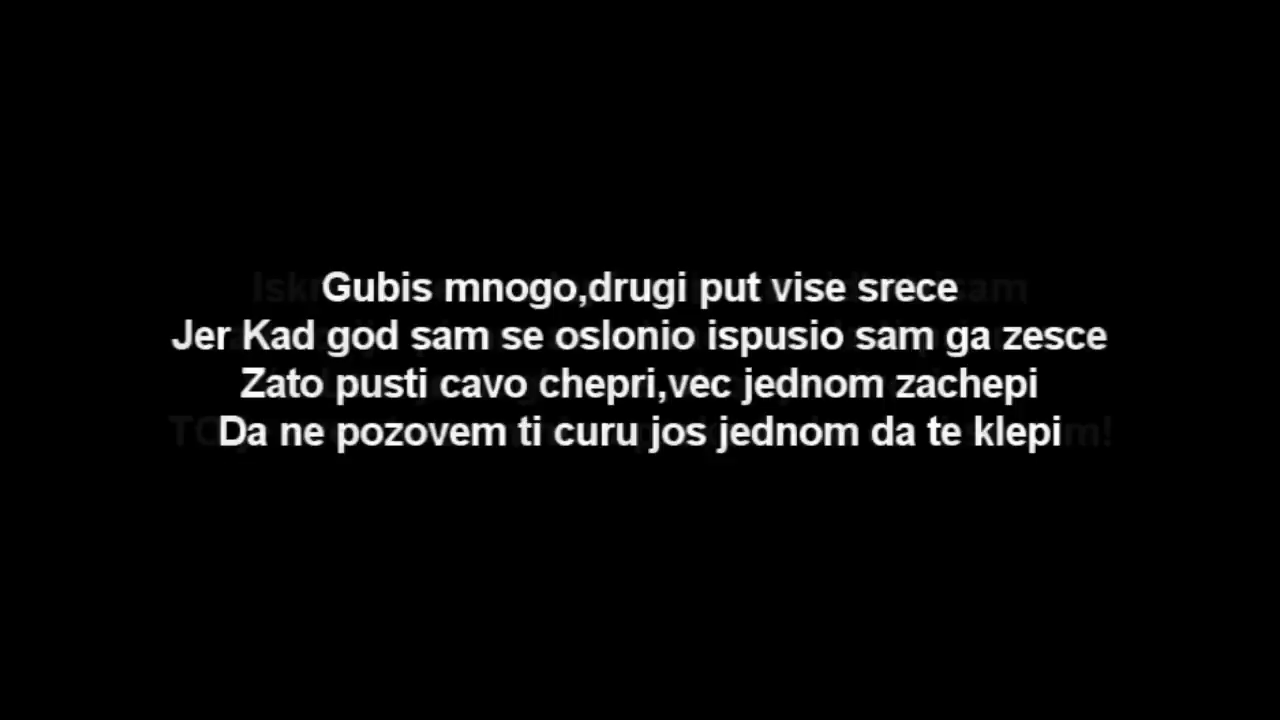 Gubis mnogo,drugi put vise srece
Jer Kad god sam se oslonio ispusio sam ga zesce
Zato pusti cavo chepri,vec jednom zachepi
Da ne pozovem ti curu jos jednom da te klepi